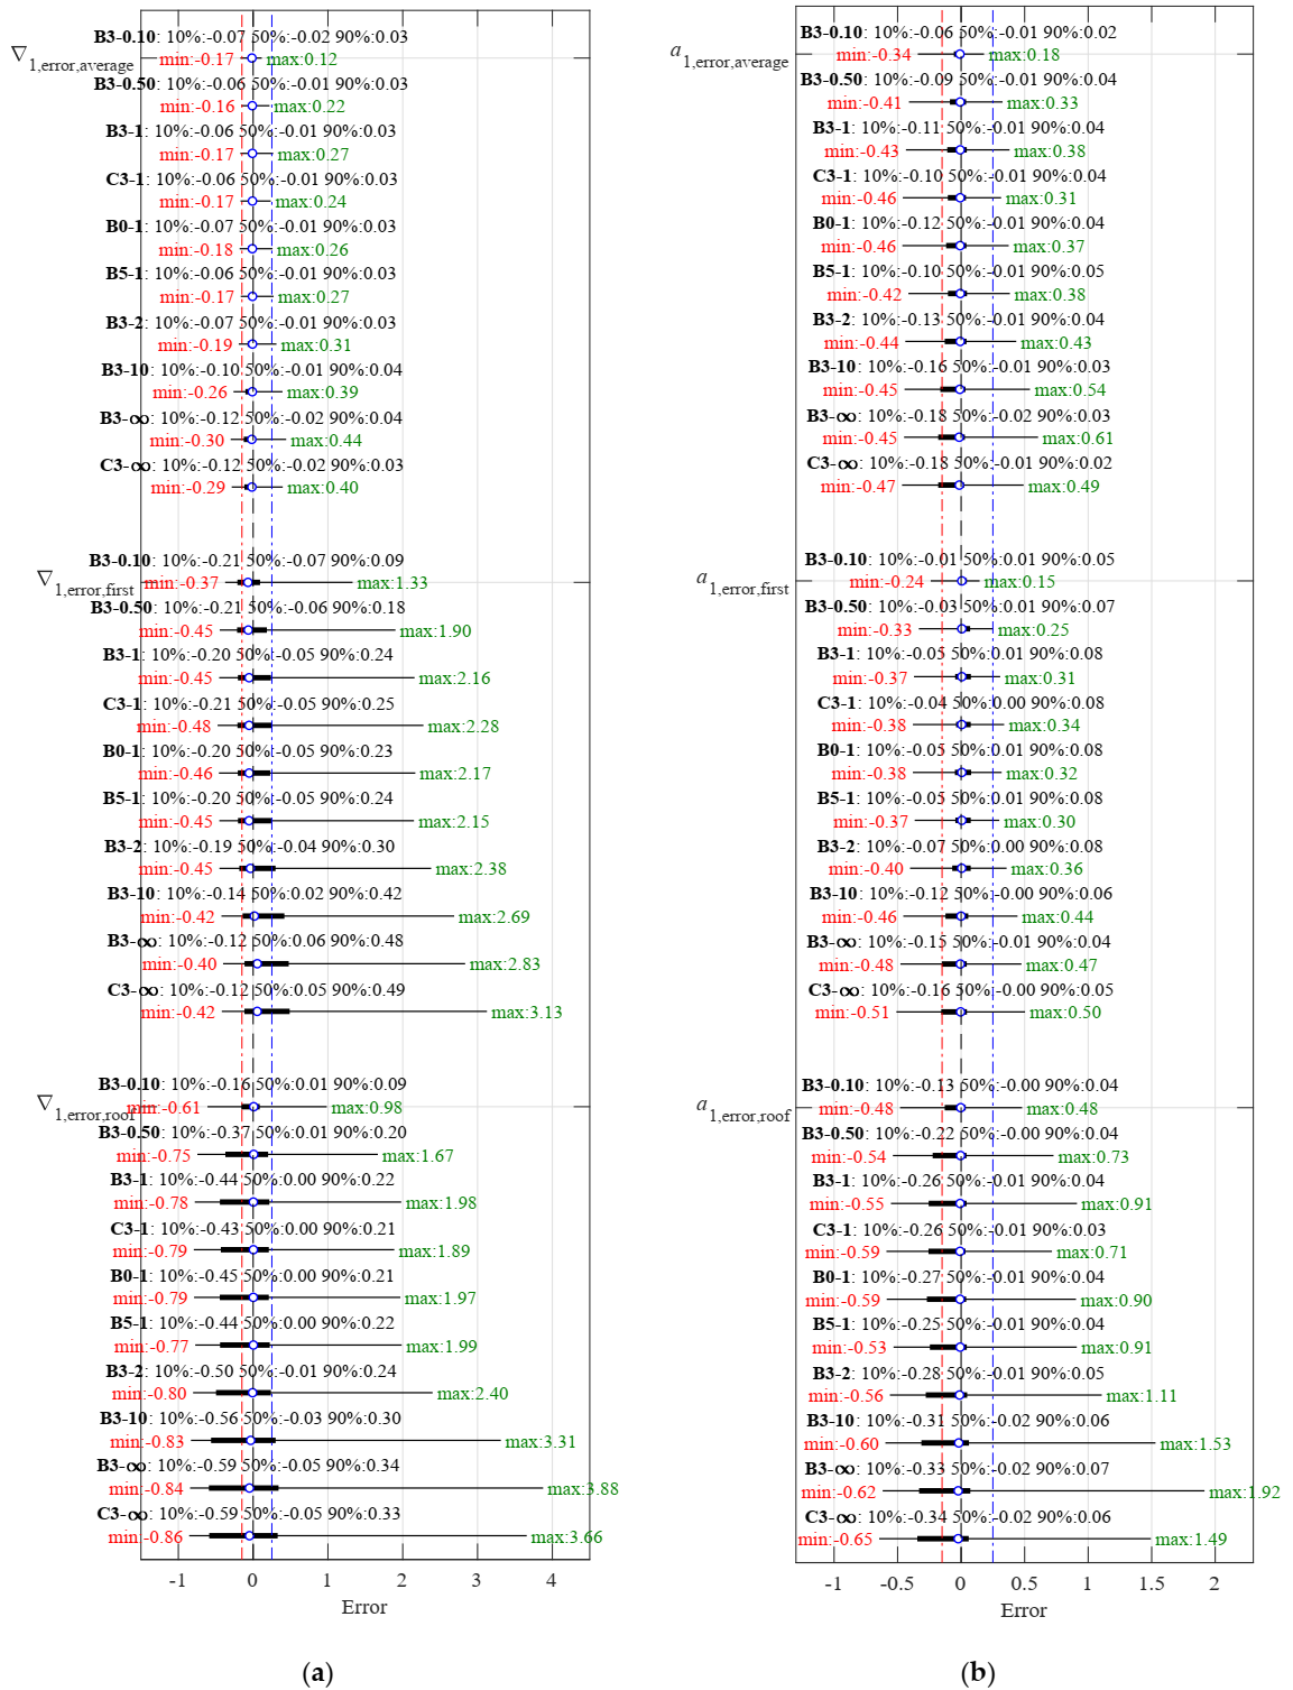 B3-0.10: 10%:-0.07 50%:-0.02 90%:0.03
∇1,error,average min:-0.17 max:0.12
B3-0.50: 10%:-0.06 50%:-0.01 90%:0.03
min:-0.16 max:0.22
B3-1: 10%:-0.06 50%:-0.01 90%:0.03
min:-0.17 max:0.27
C3-1: 10%:-0.06 50%:-0.01 90%:0.03
min:-0.17 max:0.24
B0-1: 10%:-0.07 50%:-0.01 90%:0.03
min:-0.18 max:0.26
B5-1: 10%:-0.06 50%:-0.01 90%:0.03
min:-0.17 max:0.27
B3-2: 10%:-0.07 50%:-0.01 90%:0.03
min:-0.19 max:0.31
B3-10: 10%:-0.10 50%:-0.01 90%:0.04
min:-0.26 max:0.39
B3-∞: 10%:-0.12 50%:-0.02 90%:0.04
min:-0.30 max:0.44
C3-∞: 10%:-0.12 50%:-0.02 90%:0.03
min:-0.29 max:0.40
B3-0.10: 10%:-0.21 50%:-0.07 90%:0.09
∇1,error,first min:-0.37 max:1.33
B3-0.50: 10%:-0.21 50%:-0.06 90%:0.18
min:-0.45 max:1.90
B3-1: 10%:-0.20 50%:-0.05 90%:0.24
min:-0.45 max:2.16
C3-1: 10%:-0.21 50%:-0.05 90%:0.25
min:-0.48 max:2.28
B0-1: 10%:-0.20 50%:-0.05 90%:0.23
min:-0.46 max:2.17
B5-1: 10%:-0.20 50%:-0.05 90%:0.24
min:-0.45 max:2.15
B3-2: 10%:-0.19 50%:-0.04 90%:0.30
min:-0.45 max:2.38
B3-10: 10%:-0.14 50%:0.02 90%:0.42
min:-0.42 max:2.69
B3-∞: 10%:-0.12 50%:0.06 90%:0.48
min:-0.40 max:2.83
C3-∞: 10%:-0.12 50%:0.05 90%:0.49
min:-0.42 max:3.13
B3-0.10: 10%:-0.16 50%:0.01 90%:0.09
∇1,error,roof min:-0.61 max:0.98
B3-0.50: 10%:-0.37 50%:0.01 90%:0.20
min:-0.75 max:1.67
B3-1: 10%:-0.44 50%:0.00 90%:0.22
min:-0.78 max:1.98
C3-1: 10%:-0.43 50%:0.00 90%:0.21
min:-0.79 max:1.89
B0-1: 10%:-0.45 50%:0.00 90%:0.21
min:-0.79 max:1.97
B5-1: 10%:-0.44 50%:0.00 90%:0.22
min:-0.77 max:1.99
B3-2: 10%:-0.50 50%:-0.01 90%:0.24
min:-0.80 max:2.40
B3-10: 10%:-0.56 50%:-0.03 90%:0.30
min:-0.83 max:3.31
B3-∞: 10%:-0.59 50%:-0.05 90%:0.34
min:-0.84 max:3.88
C3-∞: 10%:-0.59 50%:-0.05 90%:0.33
min:-0.86 max:3.66
-1 0 1 2 3 4
Error
(a)
B3-0.10: 10%:-0.06 50%:-0.01 90%:0.02
a1,error,average min:-0.34 max:0.18
B3-0.50: 10%:-0.09 50%:-0.01 90%:0.04
min:-0.41 max:0.33
B3-1: 10%:-0.11 50%:-0.01 90%:0.04
min:-0.43 max:0.38
C3-1: 10%:-0.10 50%:-0.01 90%:0.04
min:-0.46 max:0.31
B0-1: 10%:-0.12 50%:-0.01 90%:0.04
min:-0.46 max:0.37
B5-1: 10%:-0.10 50%:-0.01 90%:0.05
min:-0.42 max:0.38
B3-2: 10%:-0.13 50%:-0.01 90%:0.04
min:-0.44 max:0.43
B3-10: 10%:-0.16 50%:-0.01 90%:0.03
min:-0.45 max:0.54
B3-∞: 10%:-0.18 50%:-0.02 90%:0.03
min:-0.45 max:0.61
C3-∞: 10%:-0.18 50%:-0.01 90%:0.02
min:-0.47 max:0.49
B3-0.10: 10%:-0.01 50%:0.01 90%:0.05
a1,error,first min:-0.24 max:0.15
B3-0.50: 10%:-0.03 50%:0.01 90%:0.07
min:-0.33 max:0.25
B3-1: 10%:-0.05 50%:0.01 90%:0.08
min:-0.37 max:0.31
C3-1: 10%:-0.04 50%:0.00 90%:0.08
min:-0.38 max:0.34
B0-1: 10%:-0.05 50%:0.01 90%:0.08
min:-0.38 max:0.32
B5-1: 10%:-0.05 50%:0.01 90%:0.08
min:-0.37 max:0.30
B3-2: 10%:-0.07 50%:0.00 90%:0.08
min:-0.40 max:0.36
B3-10: 10%:-0.12 50%:-0.00 90%:0.06
min:-0.46 max:0.44
B3-∞: 10%:-0.15 50%:-0.01 90%:0.04
min:-0.48 max:0.47
C3-∞: 10%:-0.16 50%:-0.00 90%:0.05
min:-0.51 max:0.50
B3-0.10: 10%:-0.13 50%:-0.00 90%:0.04
a1,error,roof min:-0.48 max:0.48
B3-0.50: 10%:-0.22 50%:-0.00 90%:0.04
min:-0.54 max:0.73
B3-1: 10%:-0.26 50%:-0.01 90%:0.04
min:-0.55 max:0.91
C3-1: 10%:-0.26 50%:-0.01 90%:0.03
min:-0.59 max:0.71
B0-1: 10%:-0.27 50%:-0.01 90%:0.04
min:-0.59 max:0.90
B5-1: 10%:-0.25 50%:-0.01 90%:0.04
min:-0.53 max:0.91
B3-2: 10%:-0.28 50%:-0.01 90%:0.05
min:-0.56 max:1.11
B3-10: 10%:-0.31 50%:-0.02 90%:0.06
min:-0.60 max:1.53
B3-∞: 10%:-0.33 50%:-0.02 90%:0.07
min:-0.62 max:1.92
C3-∞: 10%:-0.34 50%:-0.02 90%:0.06
min:-0.65 max:1.49
-1 -0.5 0 0.5 1 1.5 2
Error
(b)